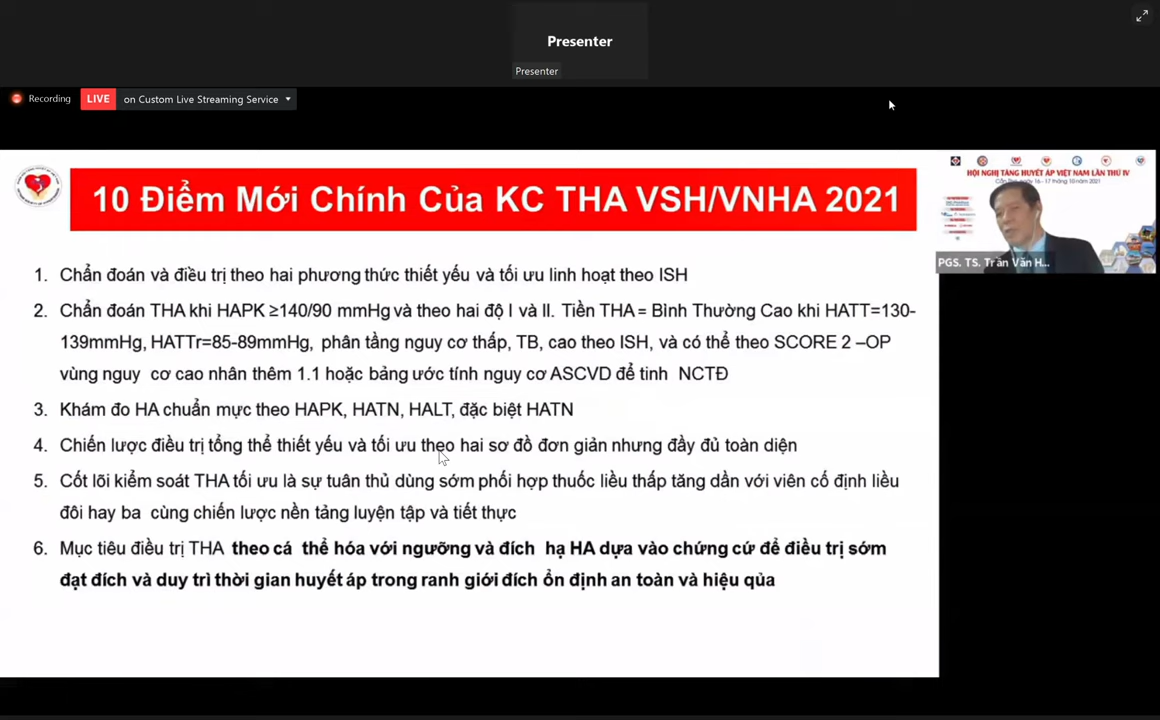 Presenter
Presenter
Recording
LIVE
on Custom Live Streaming Service
10 Điểm Mới Chính Của KC THA VSH/VNHA 2021
1. Chẩn đoán và điều trị theo hai phương thức thiết yếu và tối ưu linh hoạt theo ISH
2. Chẩn đoán THA khi HAPK ≥140/90 mmHg và theo hai độ I và II. Tiền THA = Bình Thường Cao khi HATT=130-
139mmHg, HATTr=85-89mmHg, phân tầng nguy cơ thấp, TB, cao theo ISH, và có thể theo SCORE 2 –OP
vùng nguy cơ cao nhân thêm 1.1 hoặc bảng ước tính nguy cơ ASCVD để tinh NCTĐ
3. Khám đo HA chuẩn mực theo HAPK, HATN, HALT, đặc biệt HATN
4. Chiến lược điều trị tổng thể thiết yếu và tối ưu theo hai sơ đồ đơn giản nhưng đầy đủ toàn diện
5. Cốt lõi kiểm soát THA tối ưu là sự tuân thủ dùng sớm phối hợp thuốc liều thấp tăng dần với viên cố định liều
đôi hay ba cùng chiến lược nền tảng luyện tập và tiết thực
6. Mục tiêu điều trị THA theo cá thể hóa với ngưỡng và đích hạ HA dựa vào chứng cứ để điều trị sớm
đạt đích và duy trì thời gian huyết áp trong ranh giới đích ổn định an toàn và hiệu qủa
HỘI NGHỊ TĂNG HUYẾT ÁP VIỆT NAM LẦN THỨ IV
Cần Thơ, ngày 16 - 17 tháng 10 năm 2021
PGS. TS. Trần Văn H...